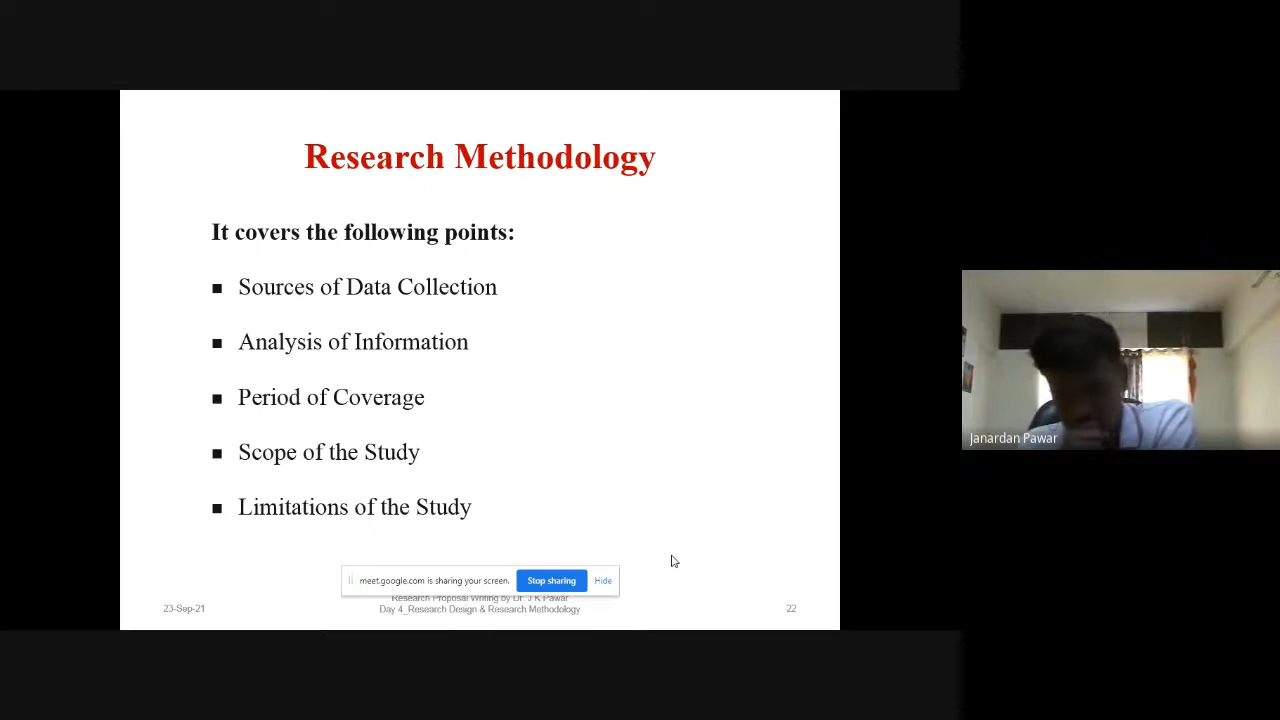 Research Methodology
It covers the following points:
Sources of Data Collection
Analysis of Information
Period of Coverage
Scope of the Study
Limitations of the Study
meet.google.com is sharing your screen.
Stop sharing
Hide
23-Sep-21
Research Proposal Writing by Dr. J K Pawar
Day 4_Research Design & Research Methodology
22
Janardan Pawar